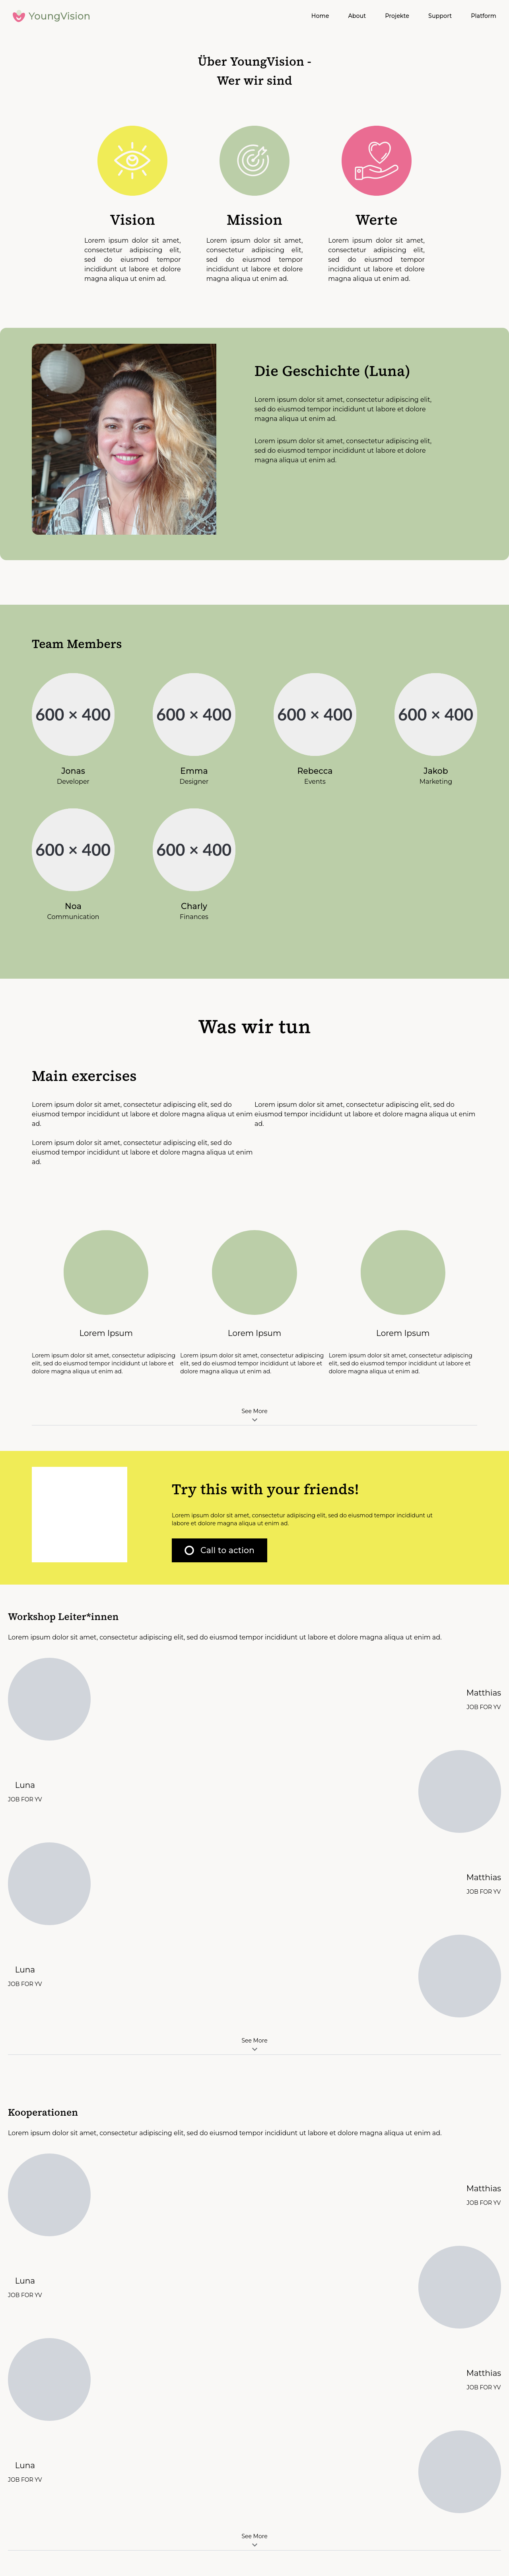 YoungVision
Home About Projekte Support Platform
Über YoungVision -
Wer wir sind
Vision
Lorem ipsum dolor sit amet,
consectetur adipiscing elit,
sed do eiusmod tempor
incididunt ut labore et dolore
magna aliqua ut enim ad.
Mission
Lorem ipsum dolor sit amet,
consectetur adipiscing elit,
sed do eiusmod tempor
incididunt ut labore et dolore
magna aliqua ut enim ad.
Werte
Lorem ipsum dolor sit amet,
consectetur adipiscing elit,
sed do eiusmod tempor
incididunt ut labore et dolore
magna aliqua ut enim ad.
Die Geschichte (Luna)
Lorem ipsum dolor sit amet, consectetur adipiscing elit,
sed do eiusmod tempor incididunt ut labore et dolore
magna aliqua ut enim ad.
Lorem ipsum dolor sit amet, consectetur adipiscing elit,
sed do eiusmod tempor incididunt ut labore et dolore
magna aliqua ut enim ad.
Team Members
600 × 400
Jonas
Developer
600 × 400
Emma
Designer
600 × 400
Rebecca
Events
600 × 400
Jakob
Marketing
600 × 400
Noa
Communication
600 × 400
Charly
Finances
Was wir tun
Main exercises
Lorem ipsum dolor sit amet, consectetur adipiscing elit, sed do
eiusmod tempor incididunt ut labore et dolore magna aliqua ut enim
ad.
Lorem ipsum dolor sit amet, consectetur adipiscing elit, sed do
eiusmod tempor incididunt ut labore et dolore magna aliqua ut enim
ad.
Lorem ipsum dolor sit amet, consectetur adipiscing elit, sed do
eiusmod tempor incididunt ut labore et dolore magna aliqua ut enim
ad.
Lorem Ipsum
Lorem ipsum dolor sit amet, consectetur adipiscing
elit, sed do eiusmod tempor incididunt ut labore et
dolore magna aliqua ut enim ad.
Lorem Ipsum
Lorem ipsum dolor sit amet, consectetur adipiscing
elit, sed do eiusmod tempor incididunt ut labore et
dolore magna aliqua ut enim ad.
Lorem Ipsum
Lorem ipsum dolor sit amet, consectetur adipiscing
elit, sed do eiusmod tempor incididunt ut labore et
dolore magna aliqua ut enim ad.
See More
Try this with your friends!
Lorem ipsum dolor sit amet, consectetur adipiscing elit, sed do eiusmod tempor incididunt ut
labore et dolore magna aliqua ut enim ad.
Call to action
Workshop Leiter*innen
Lorem ipsum dolor sit amet, consectetur adipiscing elit, sed do eiusmod tempor incididunt ut labore et dolore magna aliqua ut enim ad.
Matthias
JOB FOR YV
Luna
JOB FOR YV
Matthias
JOB FOR YV
Luna
JOB FOR YV
See More
Kooperationen
Lorem ipsum dolor sit amet, consectetur adipiscing elit, sed do eiusmod tempor incididunt ut labore et dolore magna aliqua ut enim ad.
Matthias
JOB FOR YV
Luna
JOB FOR YV
Matthias
JOB FOR YV
Luna
JOB FOR YV
See More